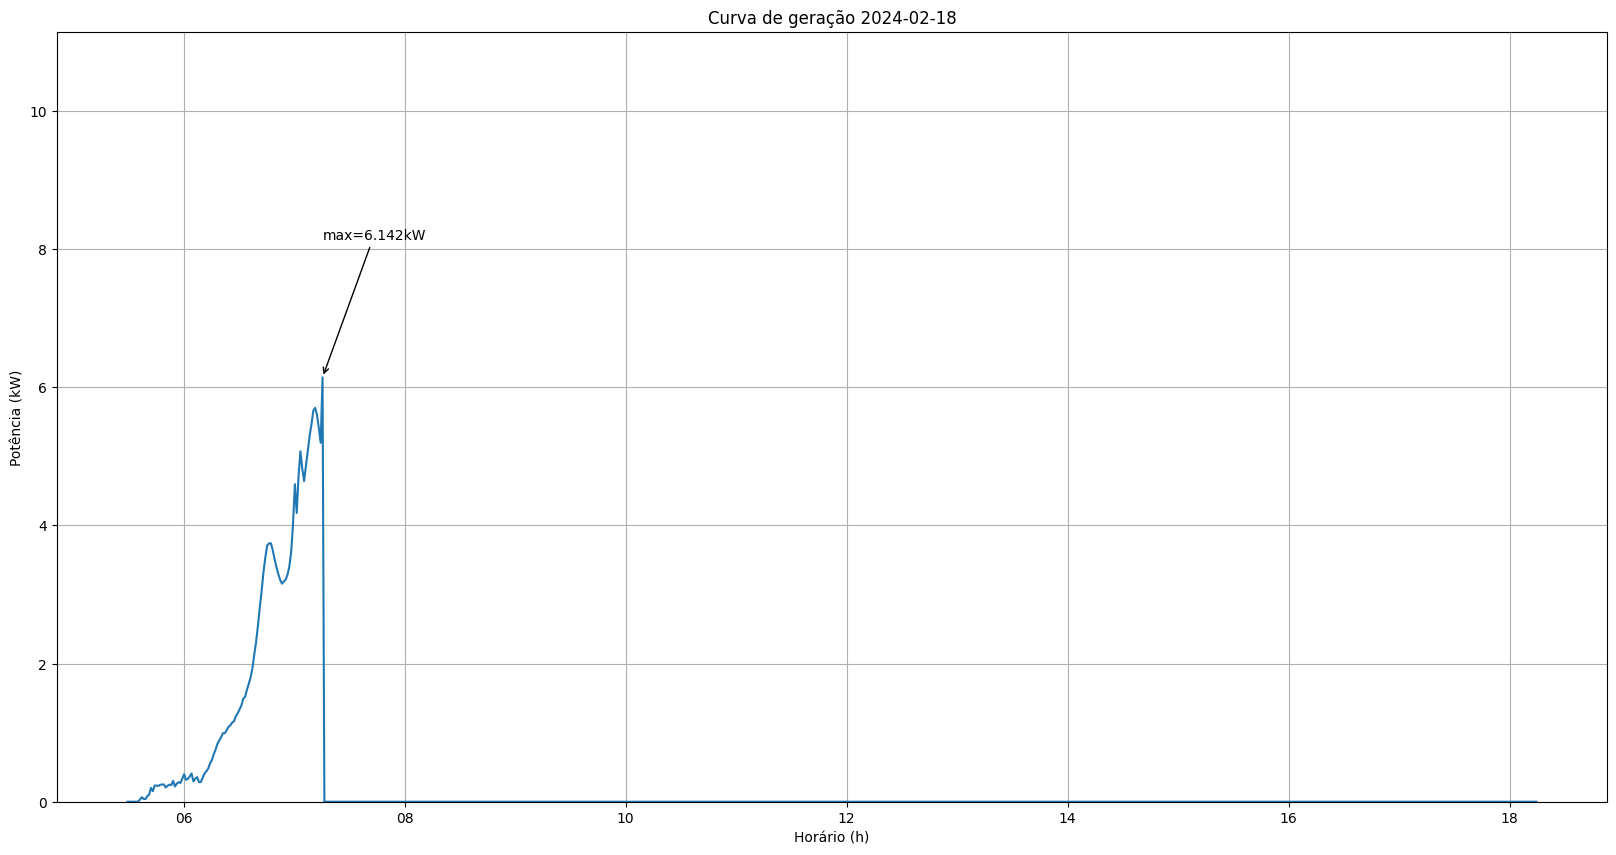 Curva de geração 2024-02-18
10
8
6
4
2
0
Potência (kW)
max=6.142kW
06 08 10 12 14 16 18
Horário (h)